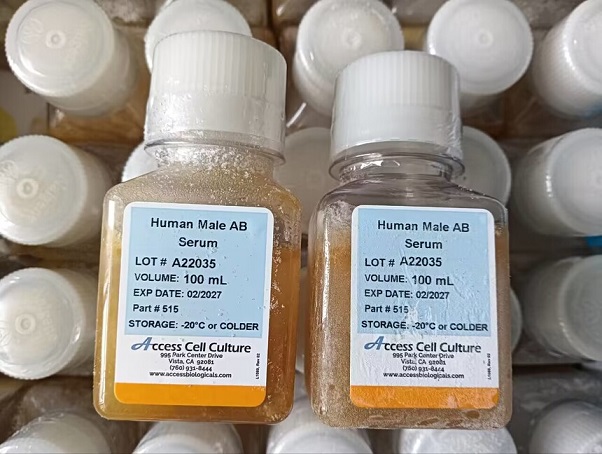 Human Male AB
Serum
LOT # A22035
VOLUME: 100 mL
EXP DATE: 02/2027
Part # 515
STORAGE: -20°C or COLDER
Access Cell Culture
995 Park Center Drive
Vista, CA 92081
(760) 931-8444
www.accessbiologicals.com
Human Male AB
Serum
LOT # A22035
VOLUME: 100 mL
EXP DATE: 02/2027
Part # 515
STORAGE: -20°C or COLDER
Access Cell Culture
995 Park Center Drive
Vista, CA 92081
(760) 931-8444
www.accessbiologicals.com